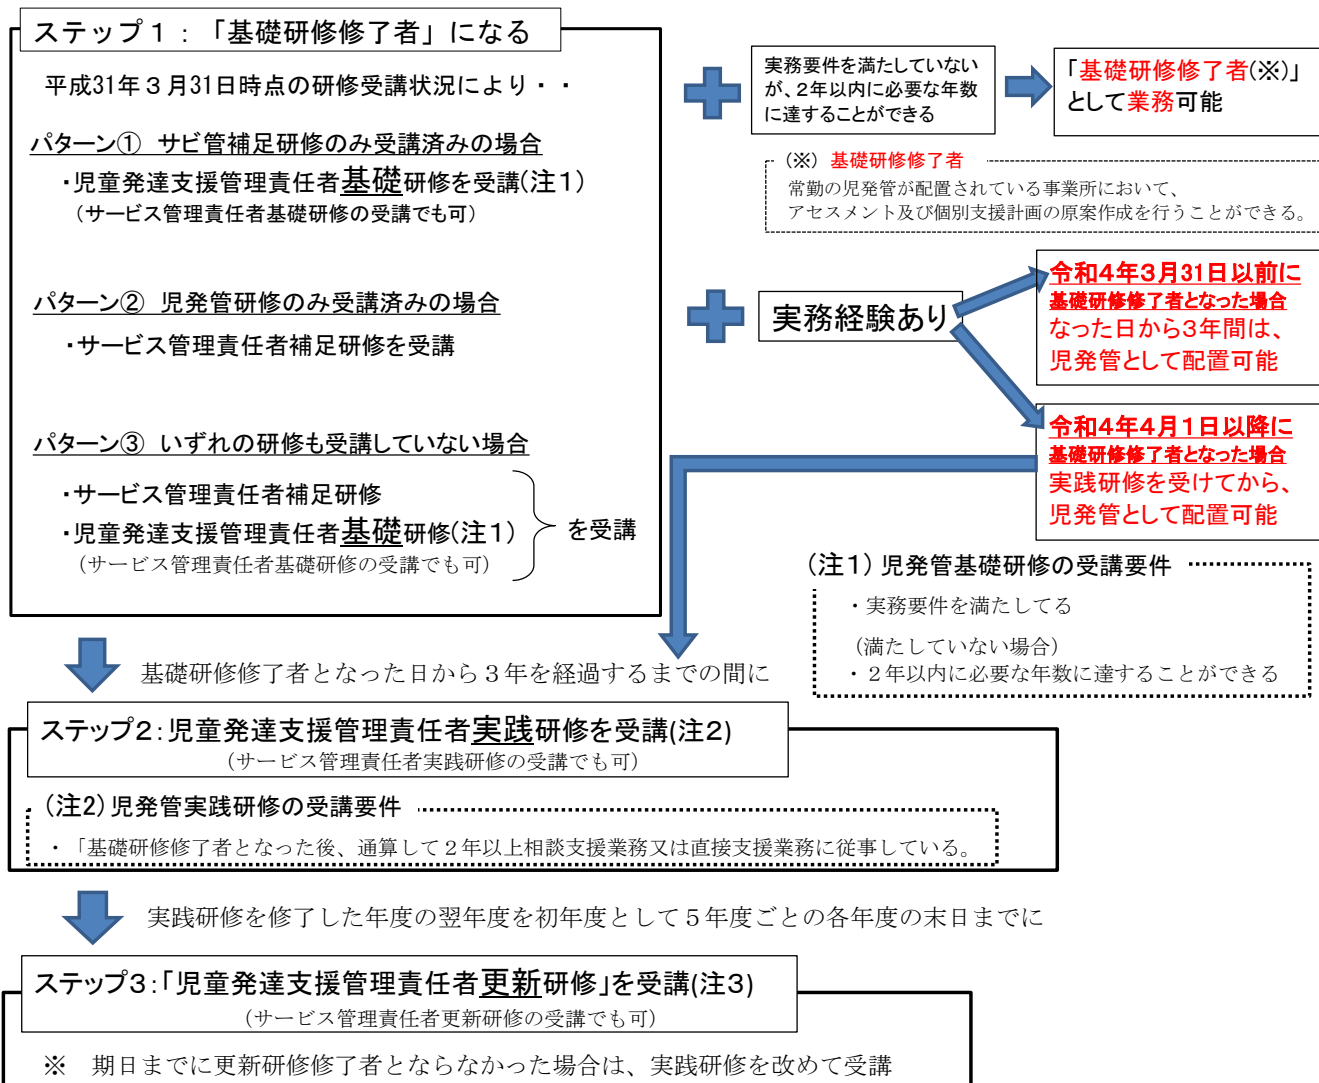 ステップ１：「基礎研修修了者」になる
平成31年３月31日時点の研修受講状況により・・
パターン① サビ管補足研修のみ受講済みの場合
・児童発達支援管理責任者基礎研修を受講(注１)
（サービス管理責任者基礎研修の受講でも可）
パターン② 児発管研修のみ受講済みの場合
・サービス管理責任者補足研修を受講
パターン③ いずれの研修も受講していない場合
・サービス管理責任者補足研修
・児童発達支援管理責任者基礎研修(注１)
（サービス管理責任者基礎研修の受講でも可）
を受講
実務要件を満たしていない
が、２年以内に必要な年数
に達することができる
「基礎研修修了者(※)」
として業務可能
（※）基礎研修修了者
常勤の児発管が配置されている事業所において、
アセスメント及び個別支援計画の原案作成を行うことができる。
実務経験あり
令和４年３月31日以前に
基礎研修修了者となった場合
なった日から3年間は、
児発管として配置可能
令和４年４月１日以降に
基礎研修修了者となった場合
実践研修を受けてから、
児発管として配置可能
（注１）児発管基礎研修の受講要件
・実務要件を満たしてる
（満たしていない場合）
・２年以内に必要な年数に達することができる
基礎研修修了者となった日から３年を経過するまでの間に
ステップ２：児童発達支援管理責任者実践研修を受講(注２)
（サービス管理責任者実践研修の受講でも可）
（注2）児発管実践研修の受講要件
・「基礎研修修了者となった後、通算して２年以上相談支援業務又は直接支援業務に従事している。
実践研修を修了した年度の翌年度を初年度として５年度ごとの各年度の末日までに
ステップ３：「児童発達支援管理責任者更新研修」を受講(注３)
（サービス管理責任者更新研修の受講でも可）
※　期日までに更新研修修了者とならなかった場合は、実践研修を改めて受講